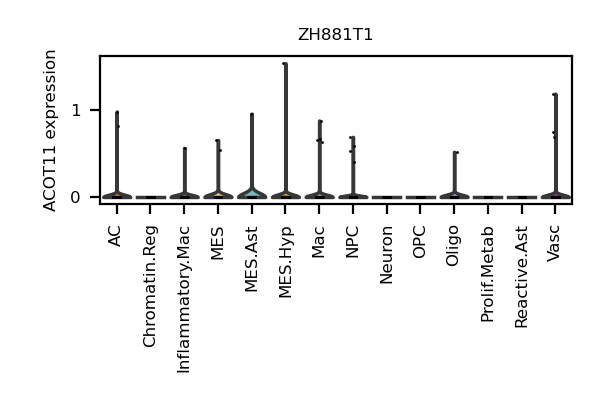 ZH881T1
ACOT11 expression
1
0
AC
Chromatin.Reg
Inflammatory.Mac
MES
MES.Ast
MES.Hyp
Mac
NPC
Neuron
OPC
Oligo
Prolif.Metab
Reactive.Ast
Vasc